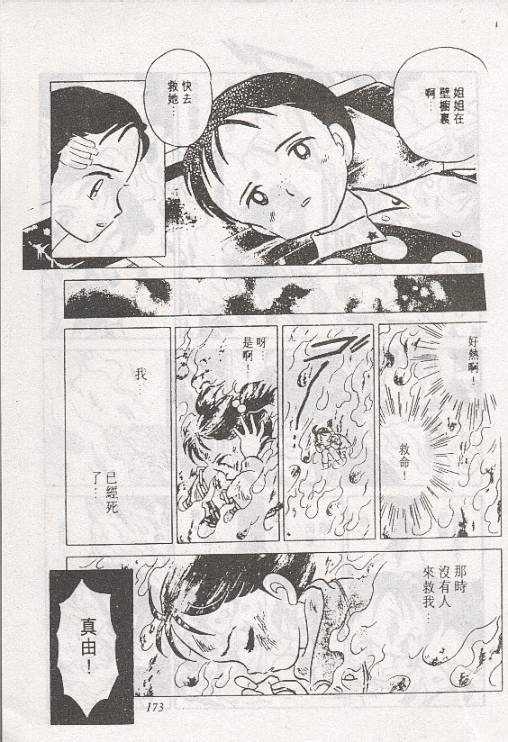 姐姐在
壁櫥裏
啊…
快去
救她…
好熱啊！
救命！
呀…
是啊！
我…
已經死
了…
那時
沒有人
來救我…
真由！
173